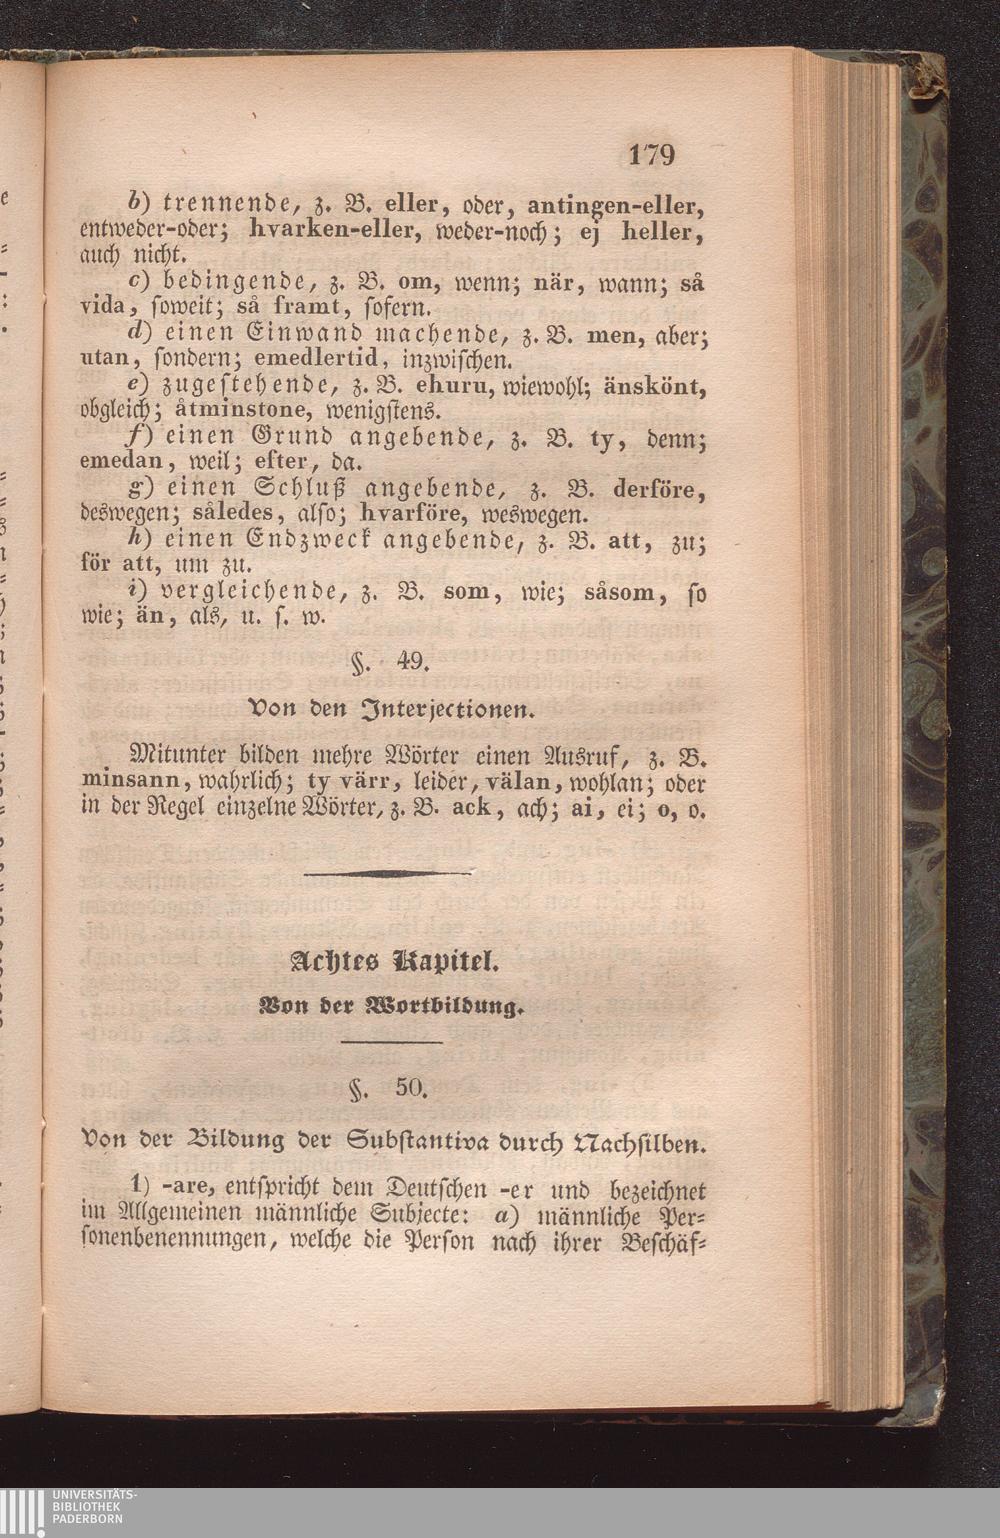 179
b) trennende, z. B. eller, oder, antingen-eller,
entweder-oder; hvarken-eller, weder-noch; ej heller,
auch nicht.
c) bedingende, z. B. om, wenn; när, wann; så
vida, soweit; så framt, sofern.
d) einen Einwand machende, z. B. men, aber;
utan, sondern; emedlertid, inzwischen.
e) zugestehende, z. B. ehuru, wiewohl; änskönt,
obgleich; åtminstone, wenigstens.
f) einen Grund angebende, z. B. ty, denn;
emedan, weil; efter, da.
g) einen Schluß angebende, z. B. derföre,
deswegen; således, also; hvarföre, weswegen.
h) einen Endzweck angebende, z. B. att, zu;
för att, um zu.
i) vergleichende, z. B. som, wie; såsom, so
wie; än, als, u. s. w.
§. 49.
Von den Interjectionen.
Mitunter bilden mehre Wörter einen Ausruf, z. B.
minsann, wahrlich; ty värr, leider, välan, wohlan; oder
in der Regel einzelne Wörter, z. B. ack, ach; ai, ei; o, o.
Achtes Kapitel.
Von der Wortbildung.
§. 50.
Von der Bildung der Substantiva durch Nachsilben.
1) -are, entspricht dem Deutschen -er und bezeichnet
im Allgemeinen männliche Subjecte: a) männliche Per-
sonenbenennungen, welche die Person nach ihrer Beschäf-
UNIVERSITÄTS-
BIBLIOTHEK
PADERBORN